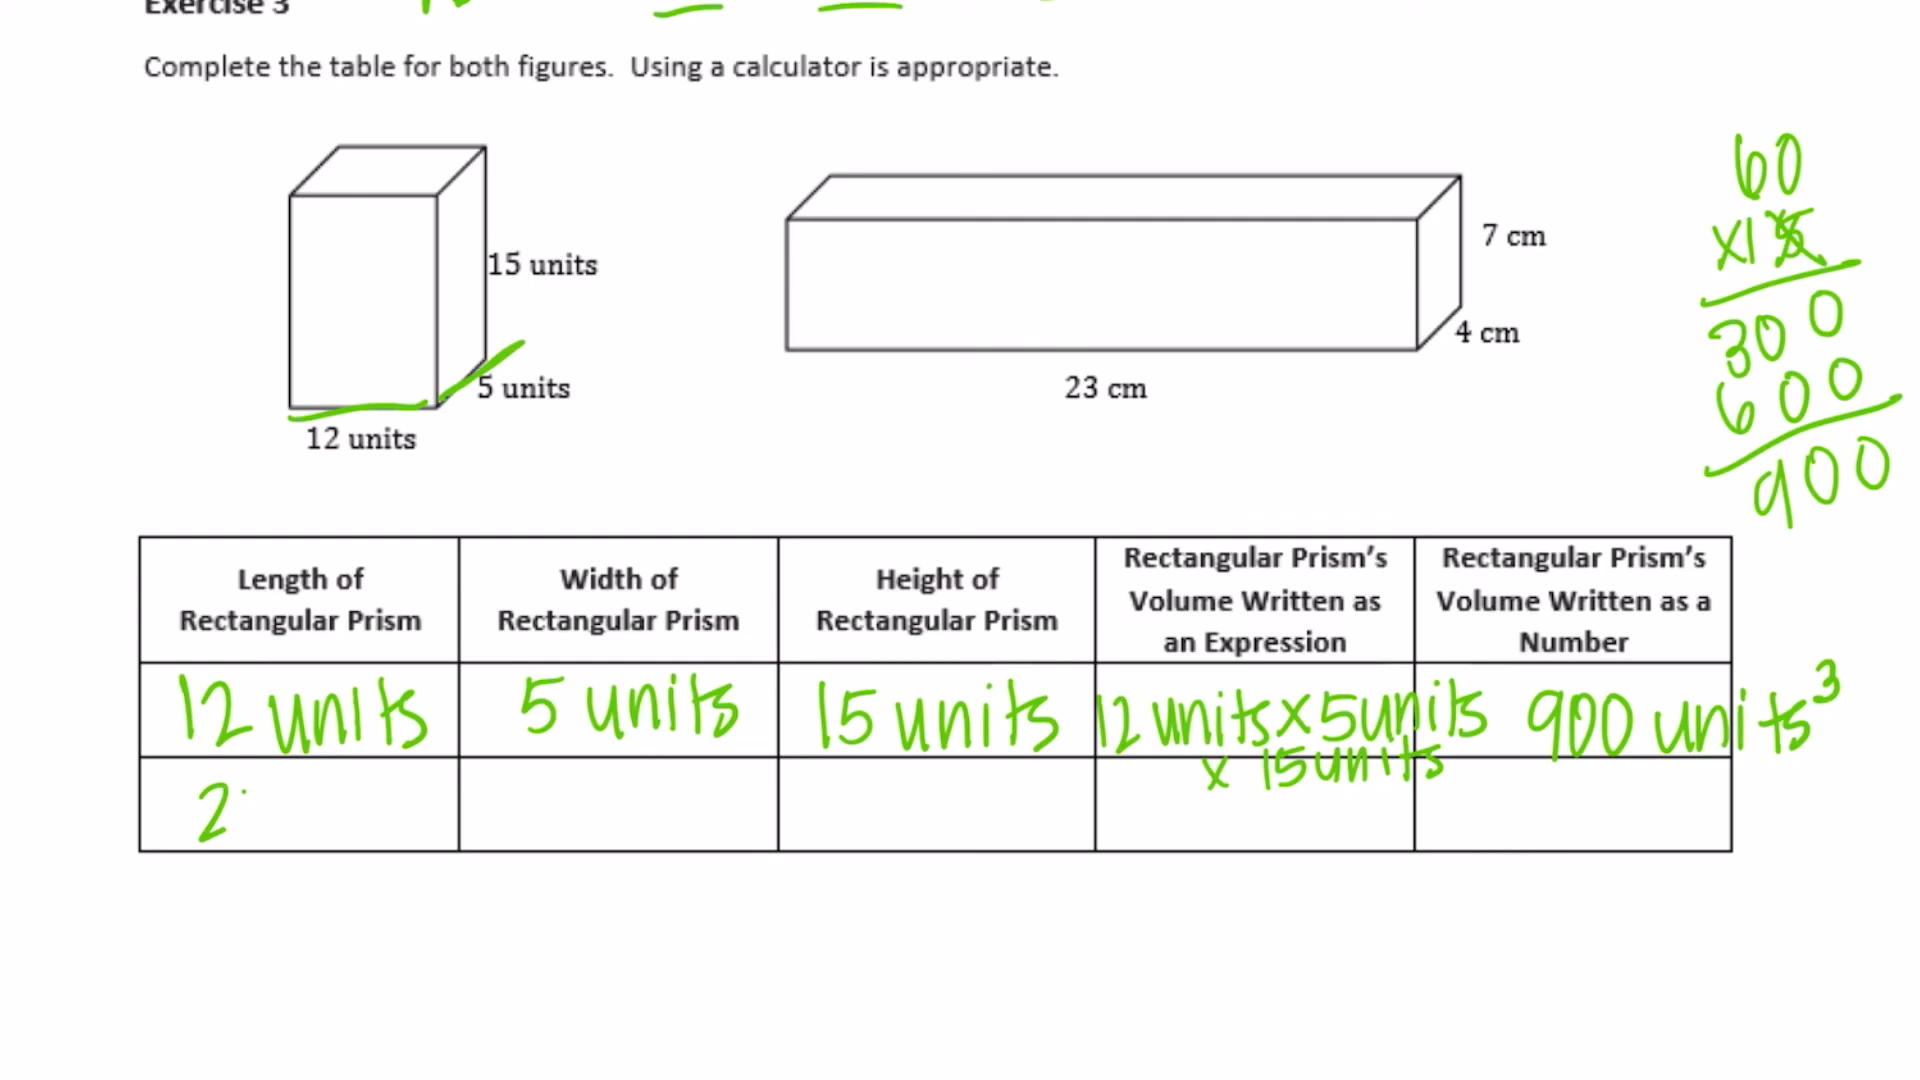 Exercise 3
Complete the table for both figures. Using a calculator is appropriate.
15 units
5 units
12 units
7 cm
4 cm
23 cm
60
x15
300
600
900
Length of
Rectangular Prism
Width of
Rectangular Prism
Height of
Rectangular Prism
Rectangular Prism's
Volume Written as
an Expression
Rectangular Prism's
Volume Written as a
Number
12 units
5 units
15 units
12 units x 5 units
x 15 units
900 units³
2